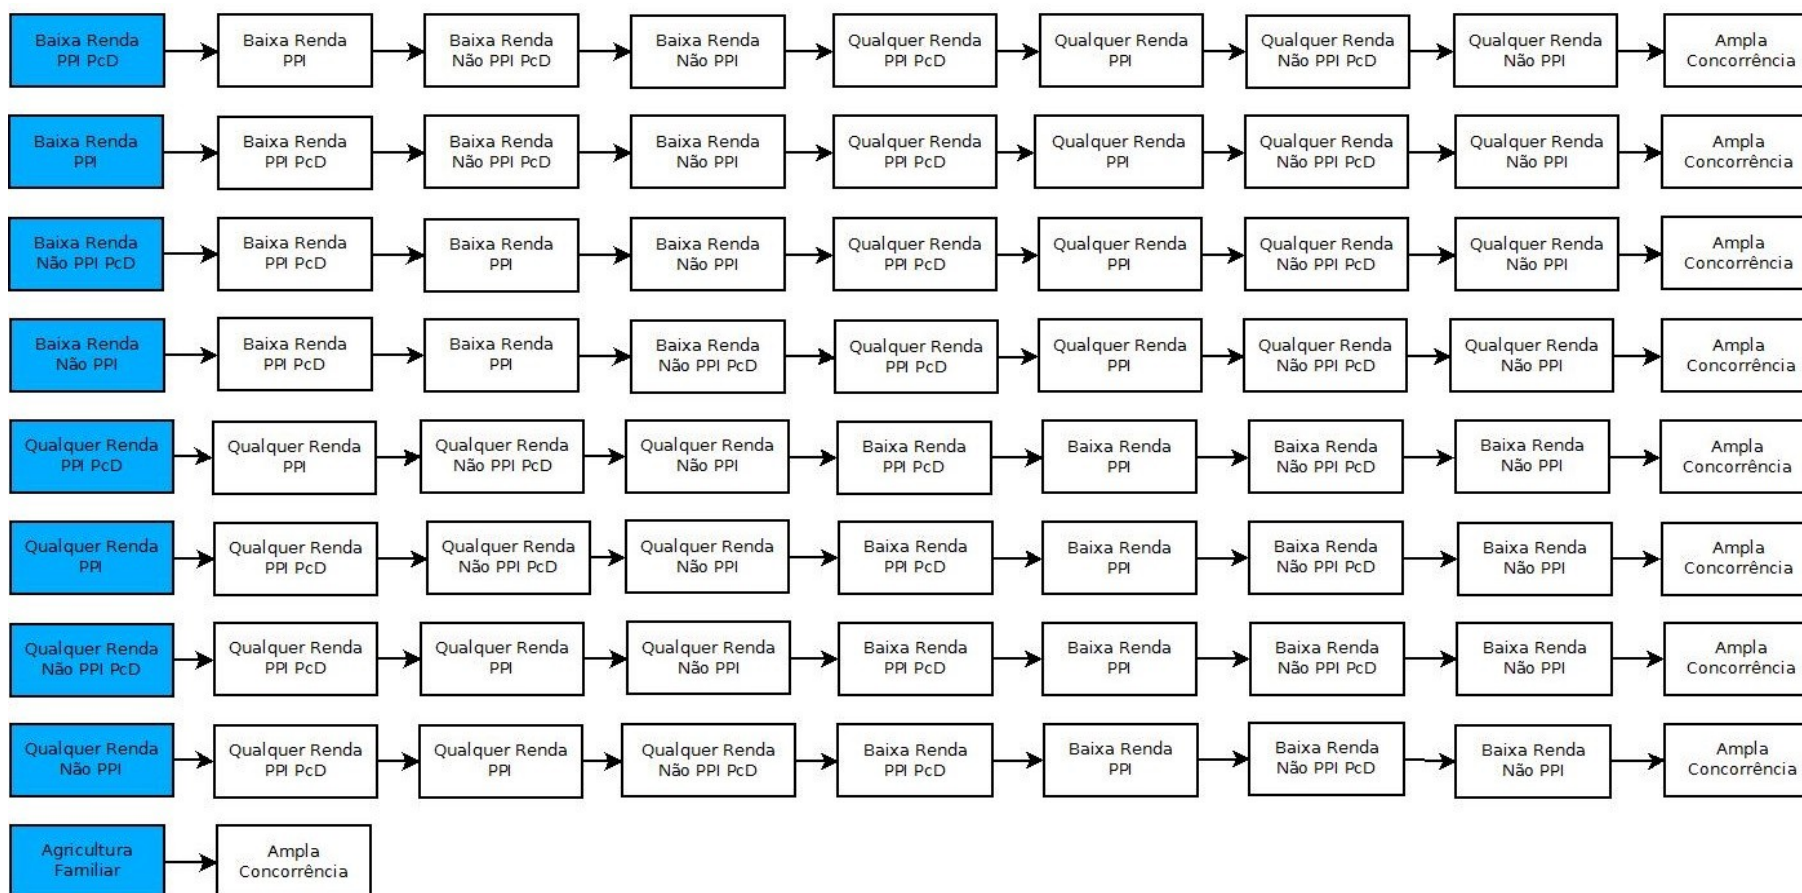 Baixa Renda
PPI PcD
Baixa Renda
PPI
Baixa Renda
Não PPI PcD
Baixa Renda
Não PPI
Qualquer Renda
PPI PcD
Qualquer Renda
PPI
Qualquer Renda
Não PPI PcD
Qualquer Renda
Não PPI
Ampla
Concorrência
Baixa Renda
PPI
Baixa Renda
PPI PcD
Baixa Renda
Não PPI PcD
Baixa Renda
Não PPI
Qualquer Renda
PPI PcD
Qualquer Renda
PPI
Qualquer Renda
Não PPI PcD
Qualquer Renda
Não PPI
Ampla
Concorrência
Baixa Renda
Não PPI PcD
Baixa Renda
PPI PcD
Baixa Renda
PPI
Baixa Renda
Não PPI
Qualquer Renda
PPI PcD
Qualquer Renda
PPI
Qualquer Renda
Não PPI PcD
Qualquer Renda
Não PPI
Ampla
Concorrência
Baixa Renda
Não PPI
Baixa Renda
PPI PcD
Baixa Renda
PPI
Baixa Renda
Não PPI PcD
Qualquer Renda
PPI PcD
Qualquer Renda
PPI
Qualquer Renda
Não PPI PcD
Qualquer Renda
Não PPI
Ampla
Concorrência
Qualquer Renda
PPI PcD
Qualquer Renda
PPI
Qualquer Renda
Não PPI PcD
Qualquer Renda
Não PPI
Baixa Renda
PPI PcD
Baixa Renda
PPI
Baixa Renda
Não PPI PcD
Baixa Renda
Não PPI
Ampla
Concorrência
Qualquer Renda
PPI
Qualquer Renda
PPI PcD
Qualquer Renda
Não PPI PcD
Qualquer Renda
Não PPI
Baixa Renda
PPI PcD
Baixa Renda
PPI
Baixa Renda
Não PPI PcD
Baixa Renda
Não PPI
Ampla
Concorrência
Qualquer Renda
Não PPI PcD
Qualquer Renda
PPI PcD
Qualquer Renda
PPI
Qualquer Renda
Não PPI
Baixa Renda
PPI PcD
Baixa Renda
PPI
Baixa Renda
Não PPI PcD
Baixa Renda
Não PPI
Ampla
Concorrência
Qualquer Renda
Não PPI
Qualquer Renda
PPI PcD
Qualquer Renda
PPI
Qualquer Renda
Não PPI PcD
Baixa Renda
PPI PcD
Baixa Renda
PPI
Baixa Renda
Não PPI PcD
Baixa Renda
Não PPI
Ampla
Concorrência
Agricultura
Familiar
Ampla
Concorrência